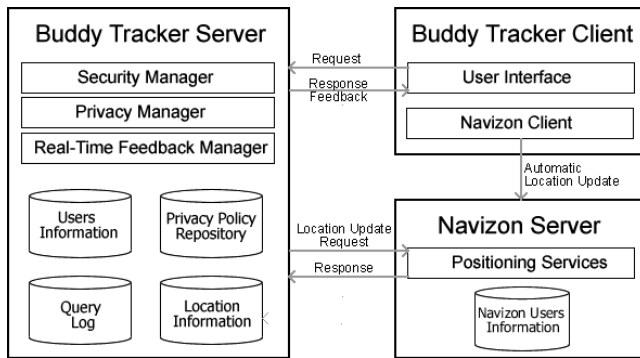 Buddy Tracker Server
Security Manager
Privacy Manager
Real-Time Feedback Manager
Users
Information
Privacy Policy
Repository
Query
Log
Location
Information
Request
Response
Feedback
Location Update
Request
Response
Buddy Tracker Client
User Interface
Navizon Client
Automatic
Location Update
Navizon Server
Positioning Services
Navizon Users
Information